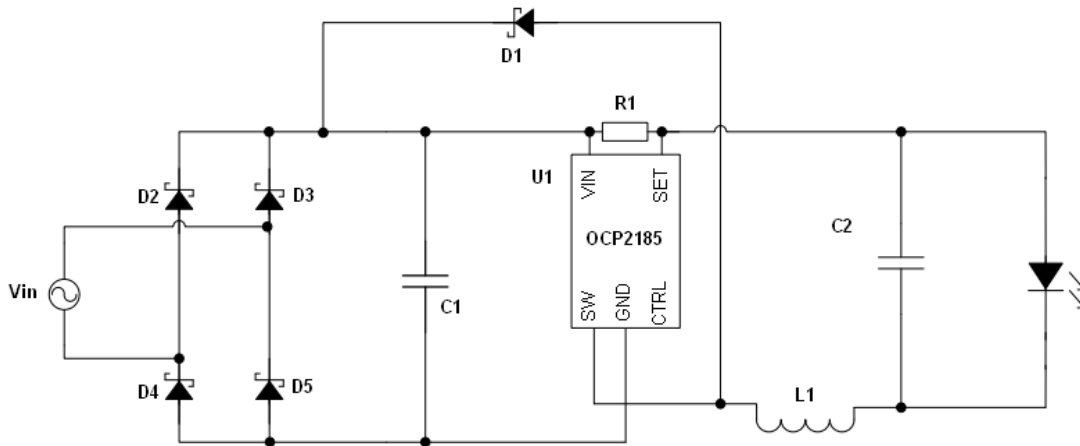 D1
R1
D2
D3
U1
VIN
SET
OCP2185
C2
Vin
C1
SW
GND
CTRL
D4
D5
L1